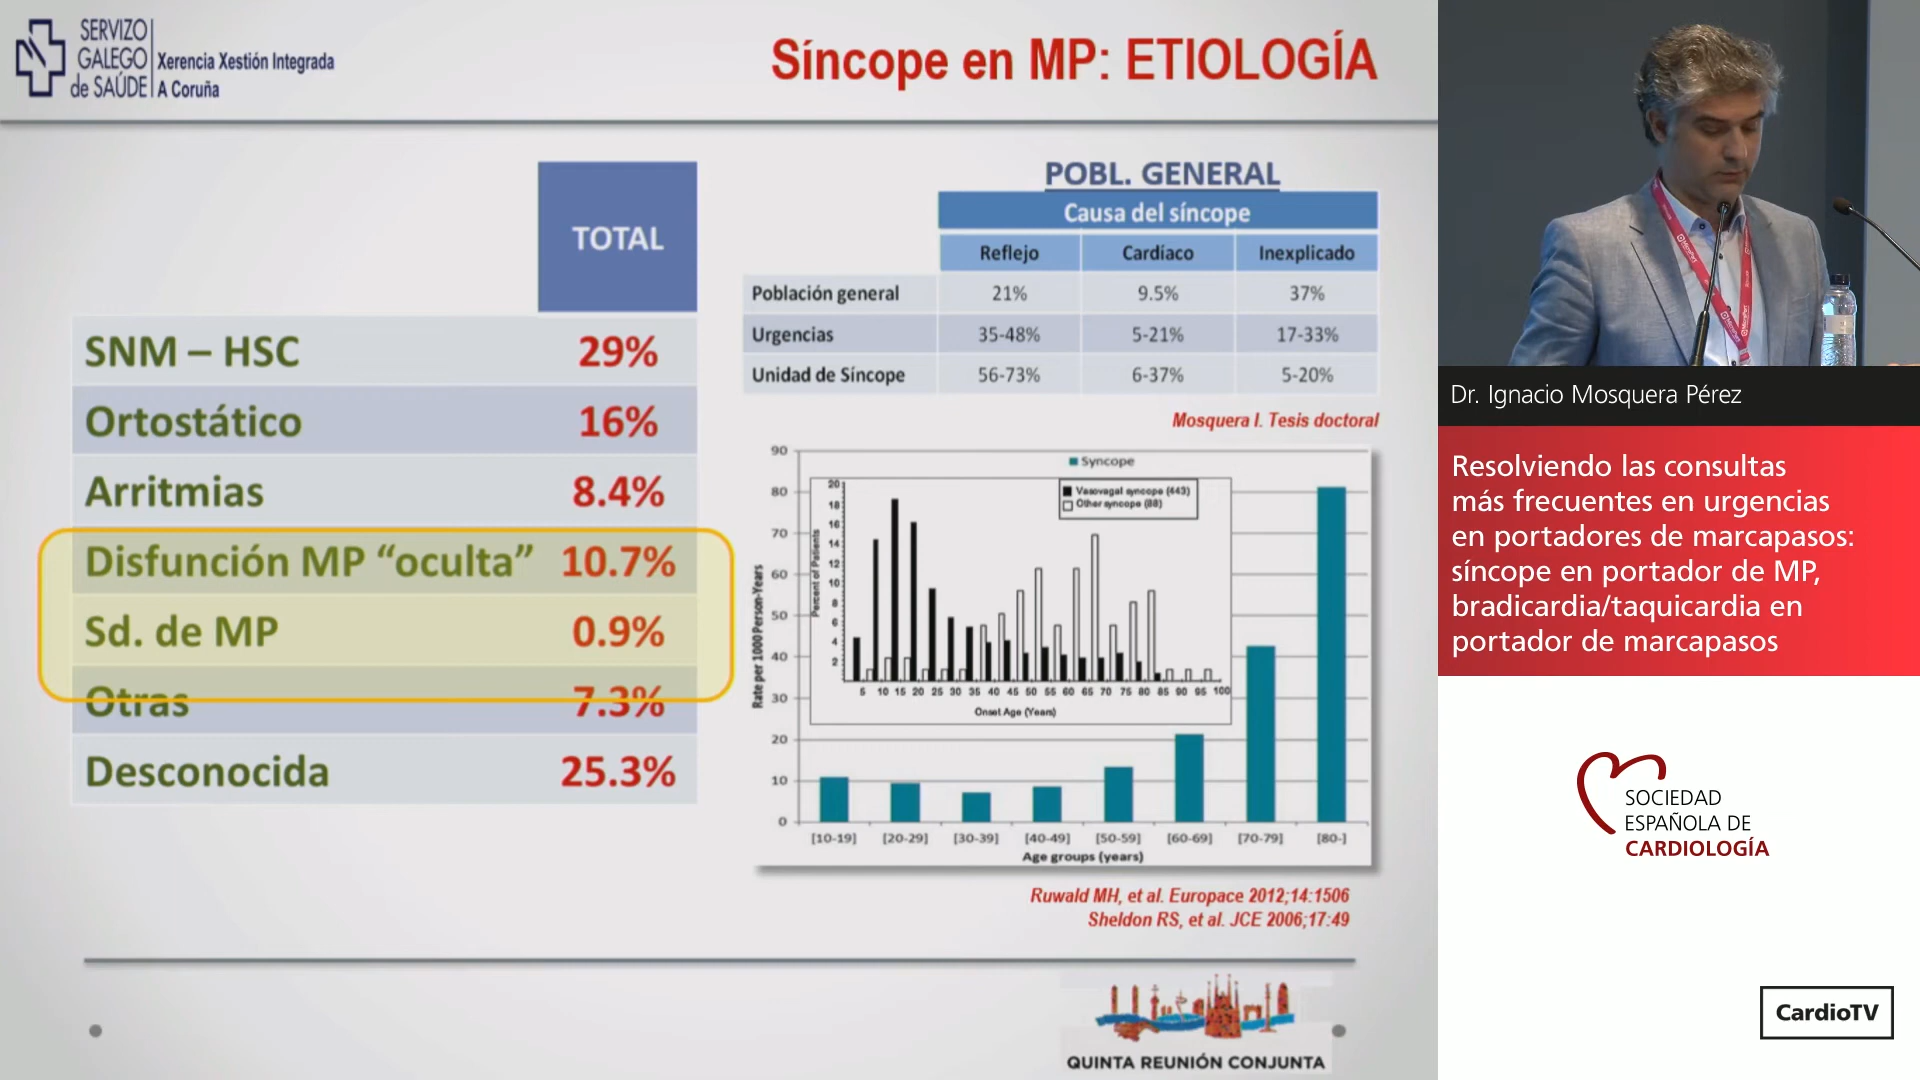 SERVIZO
GALEGO
de SAÚDE
Xerencia Xestión Integrada
A Coruña
Síncope en MP: ETIOLOGÍA
TOTAL
SNM – HSC 29%
Ortostático 16%
Arritmias 8.4%
Disfunción MP “oculta” 10.7%
Sd. de MP 0.9%
Otras 7.3%
Desconocida 25.3%
POBL. GENERAL
Causa del síncope
Reflejo Cardíaco Inexplicado
Población general 21% 9.5% 37%
Urgencias 35-48% 5-21% 17-33%
Unidad de Síncope 56-73% 6-37% 5-20%
Mosquera I. Tesis doctoral
Syncope
Rate per 1000 Person-Years
90
80
70
60
50
40
30
20
10
0
Vasovagal syncope (443)
Other syncope (88)
Percent of Patients
20
18
16
14
12
10
8
6
4
2
5 10 15 20 25 30 35 40 45 50 55 60 65 70 75 80 85 90 95 100
Onset Age (Years)
[10-19] [20-29] [30-39] [40-49] [50-59] [60-69] [70-79] [80-]
Age groups (years)
Ruwald MH, et al. Europace 2012;14:1506
Sheldon RS, et al. JCE 2006;17:49
QUINTA REUNIÓN CONJUNTA
Dr. Ignacio Mosquera Pérez
Resolviendo las consultas
más frecuentes en urgencias
en portadores de marcapasos:
síncope en portador de MP,
bradicardia/taquicardia en
portador de marcapasos
SOCIEDAD
ESPAÑOLA DE
CARDIOLOGÍA
CardioTV